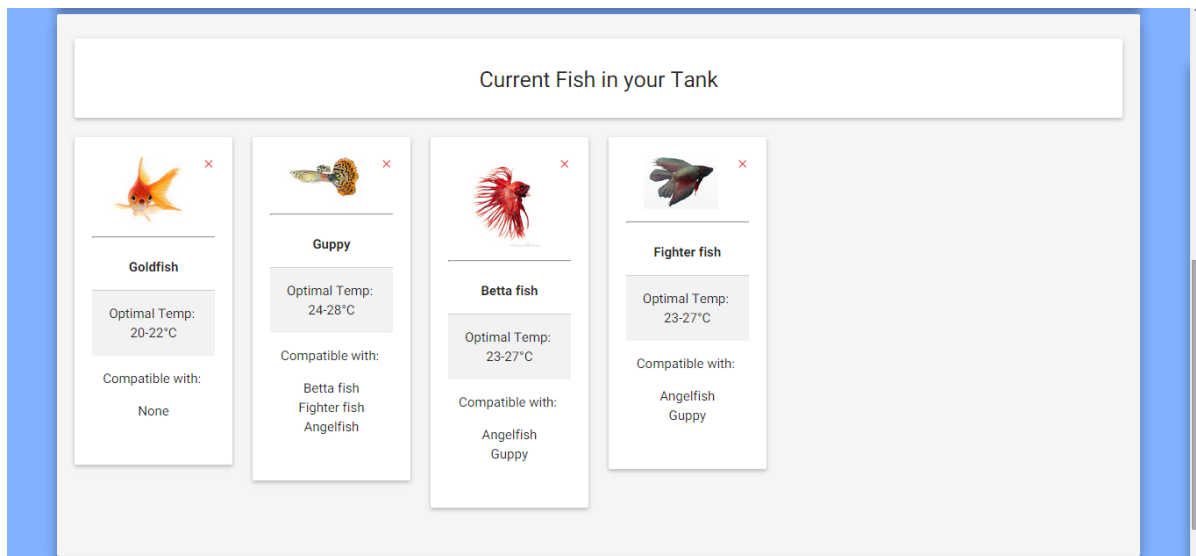 Current Fish in your Tank
Goldfish
Optimal Temp:
20-22°C
Compatible with:
None
Guppy
Optimal Temp:
24-28°C
Compatible with:
Betta fish
Fighter fish
Angelfish
Betta fish
Optimal Temp:
23-27°C
Compatible with:
Angelfish
Guppy
Fighter fish
Optimal Temp:
23-27°C
Compatible with:
Angelfish
Guppy